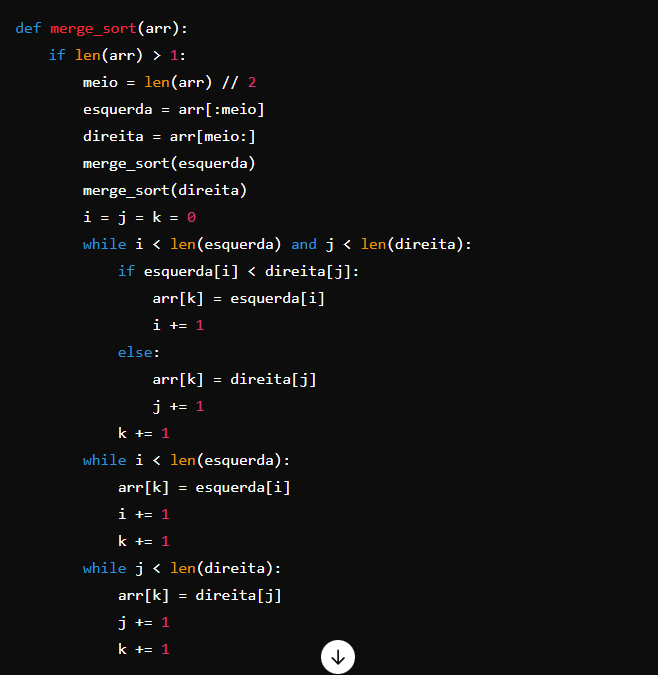 def merge_sort(arr):
    if len(arr) > 1:
        meio = len(arr) // 2
        esquerda = arr[:meio]
        direita = arr[meio:]
        merge_sort(esquerda)
        merge_sort(direita)
        i = j = k = 0
        while i < len(esquerda) and j < len(direita):
            if esquerda[i] < direita[j]:
                arr[k] = esquerda[i]
                i += 1
            else:
                arr[k] = direita[j]
                j += 1
            k += 1
        while i < len(esquerda):
            arr[k] = esquerda[i]
            i += 1
            k += 1
        while j < len(direita):
            arr[k] = direita[j]
            j += 1
            k += 1